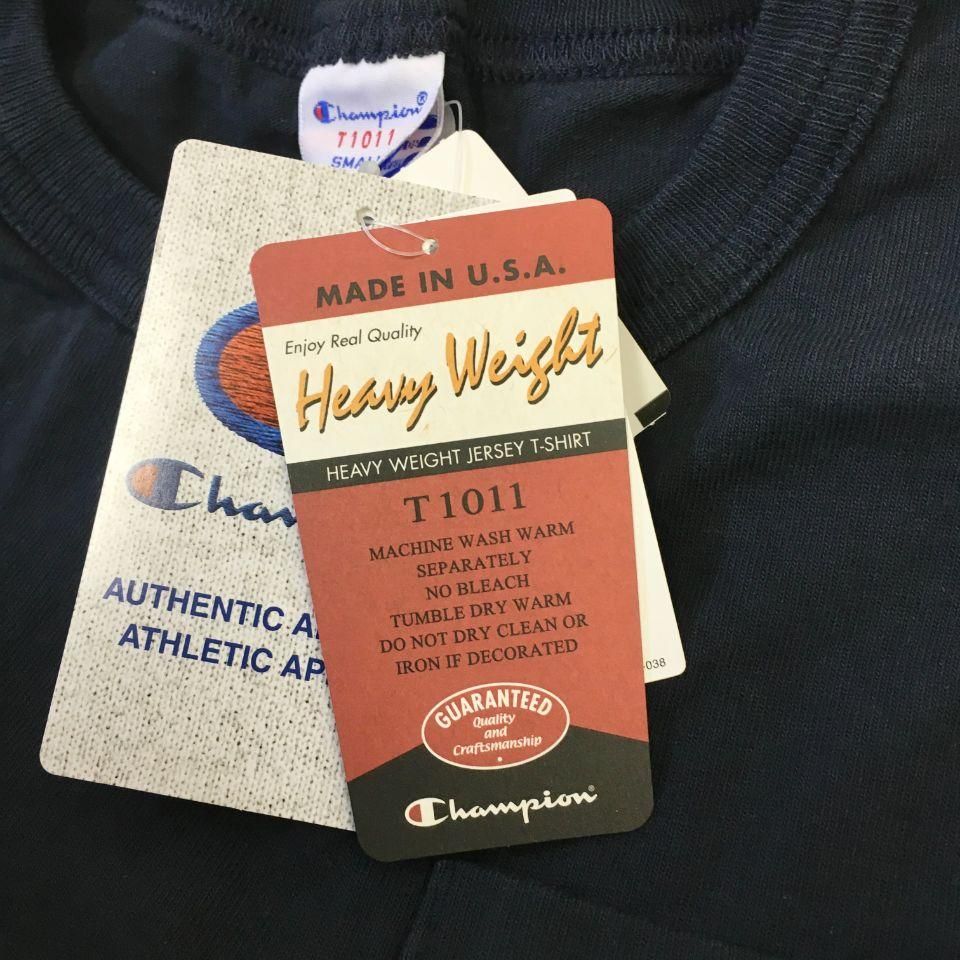 Champion®
T1011
MADE IN U.S.A.
Enjoy Real Quality
Heavy Weight
HEAVY WEIGHT JERSEY T-SHIRT
T1011
MACHINE WASH WARM
SEPARATELY
NO BLEACH
TUMBLE DRY WARM
DO NOT DRY CLEAN OR
IRON IF DECORATED
GUARANTEED
Quality
and
Craftsmanship
Champion®
AUTHENTIC
ATHLETIC
-038